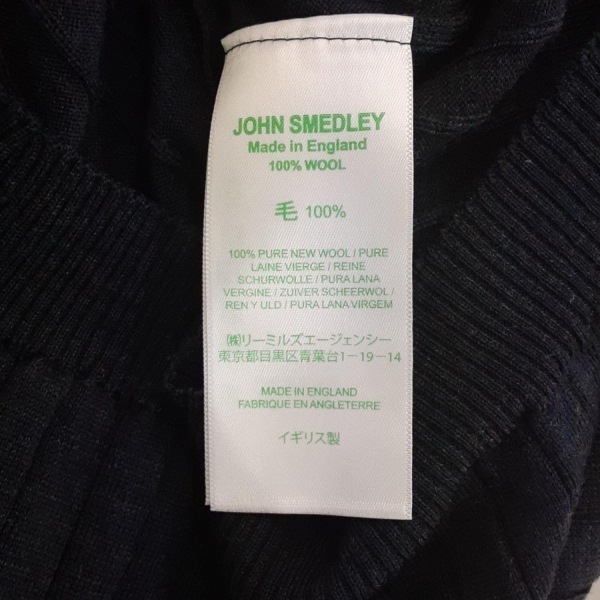 JOHN SMEDLEY
Made in England
100% WOOL
毛 100%
100% PURE NEW WOOL / PURE
LAINE VIERGE / REINE
SCHURWÖLLE / PURA LANA
VERGINE / ZUIVER SCHEERWOL /
REN Y ULD / PURA LANA VIRGEM
㈱リーミルズエージェンシー
東京都目黒区青葉台1-19-14
MADE IN ENGLAND
FABRIQUE EN ANGLETERRE
イギリス製